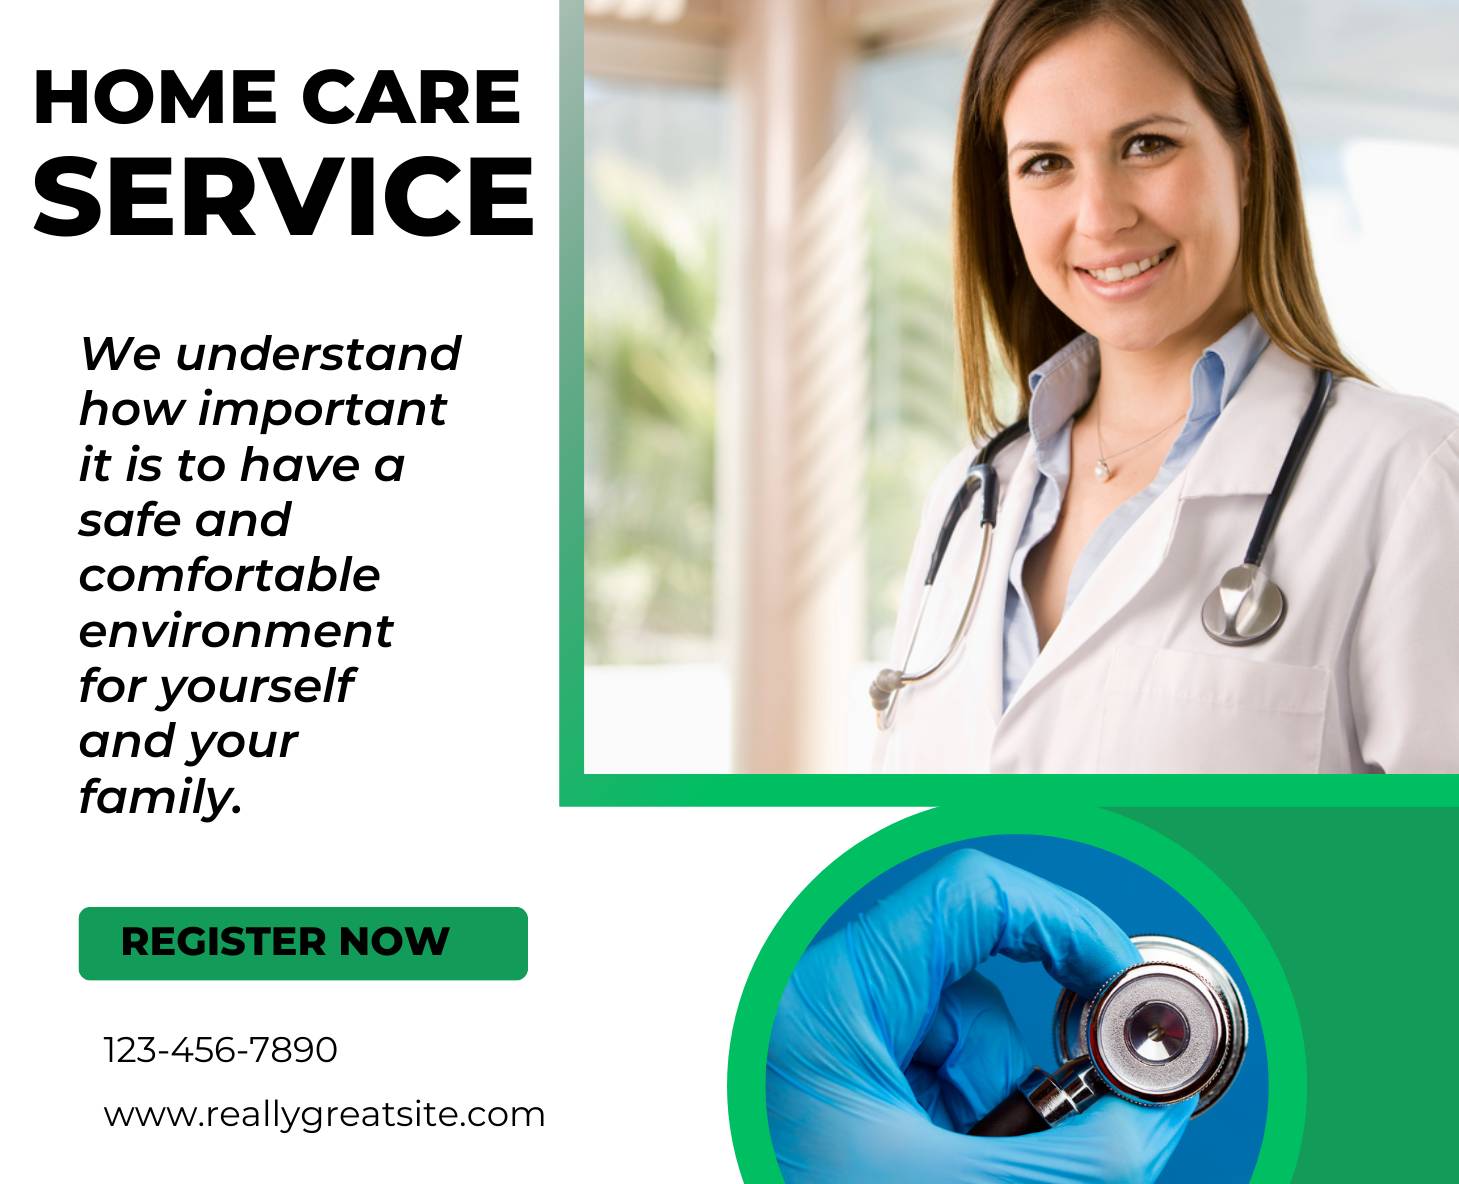 HOME CARE
SERVICE
We understand
how important
it is to have a
safe and
comfortable
environment
for yourself
and your
family.
REGISTER NOW
123-456-7890
www.reallygreatsite.com